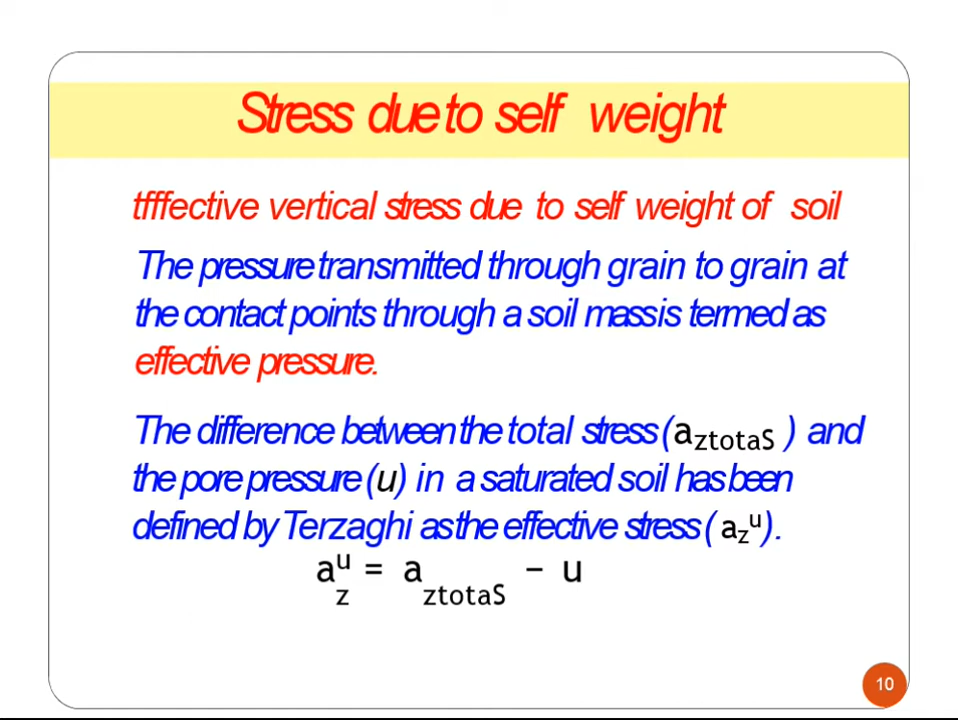 Stress due to self weight
tfffective vertical stress due to self weight of soil
The pressure transmitted through grain to grain at
the contact points through a soil mass is termed as
effective pressure.
The difference between the total stress (aztotaS ) and
the pore pressure (u) in a saturated soil has been
defined by Terzaghi as the effective stress ( azu).
auz = aztotaS − u
10